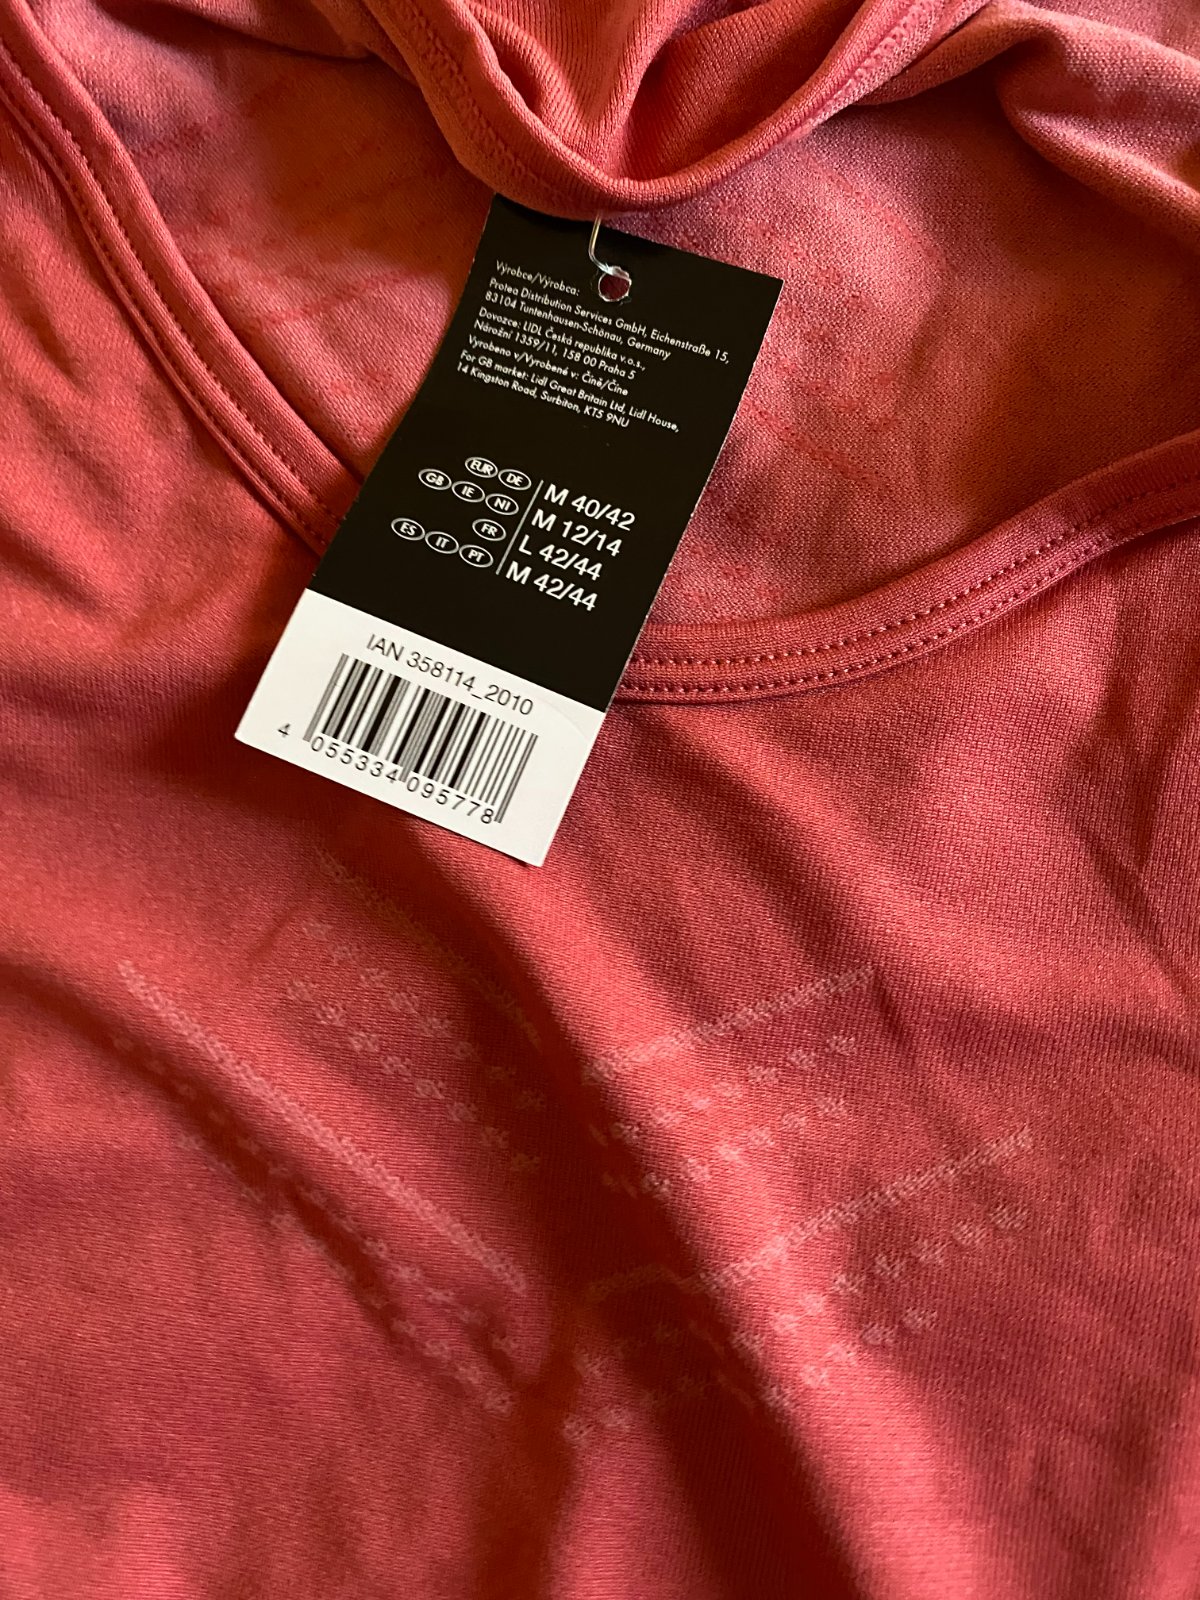 Výrobce/Výrobca:
Protea Distribution Services GmbH, Eichenstraße 15,
83104 Tuntenhausen-Schönau, Germany
Dovozce: LIDL Česká republika v.o.s.,
Nárožní 1359/11, 158 00 Praha 5
Vyrobeno v/Vyrobené v: Číně/Číne
For GB market: Lidl Great Britain Ltd, Lidl House,
14 Kingston Road, Surbiton, KT5 9NU
EUR DE M 40/42
GB IE NI M 12/14
FR L 42/44
ES IT PT M 42/44
IAN 358114_2010
4 055334 095778